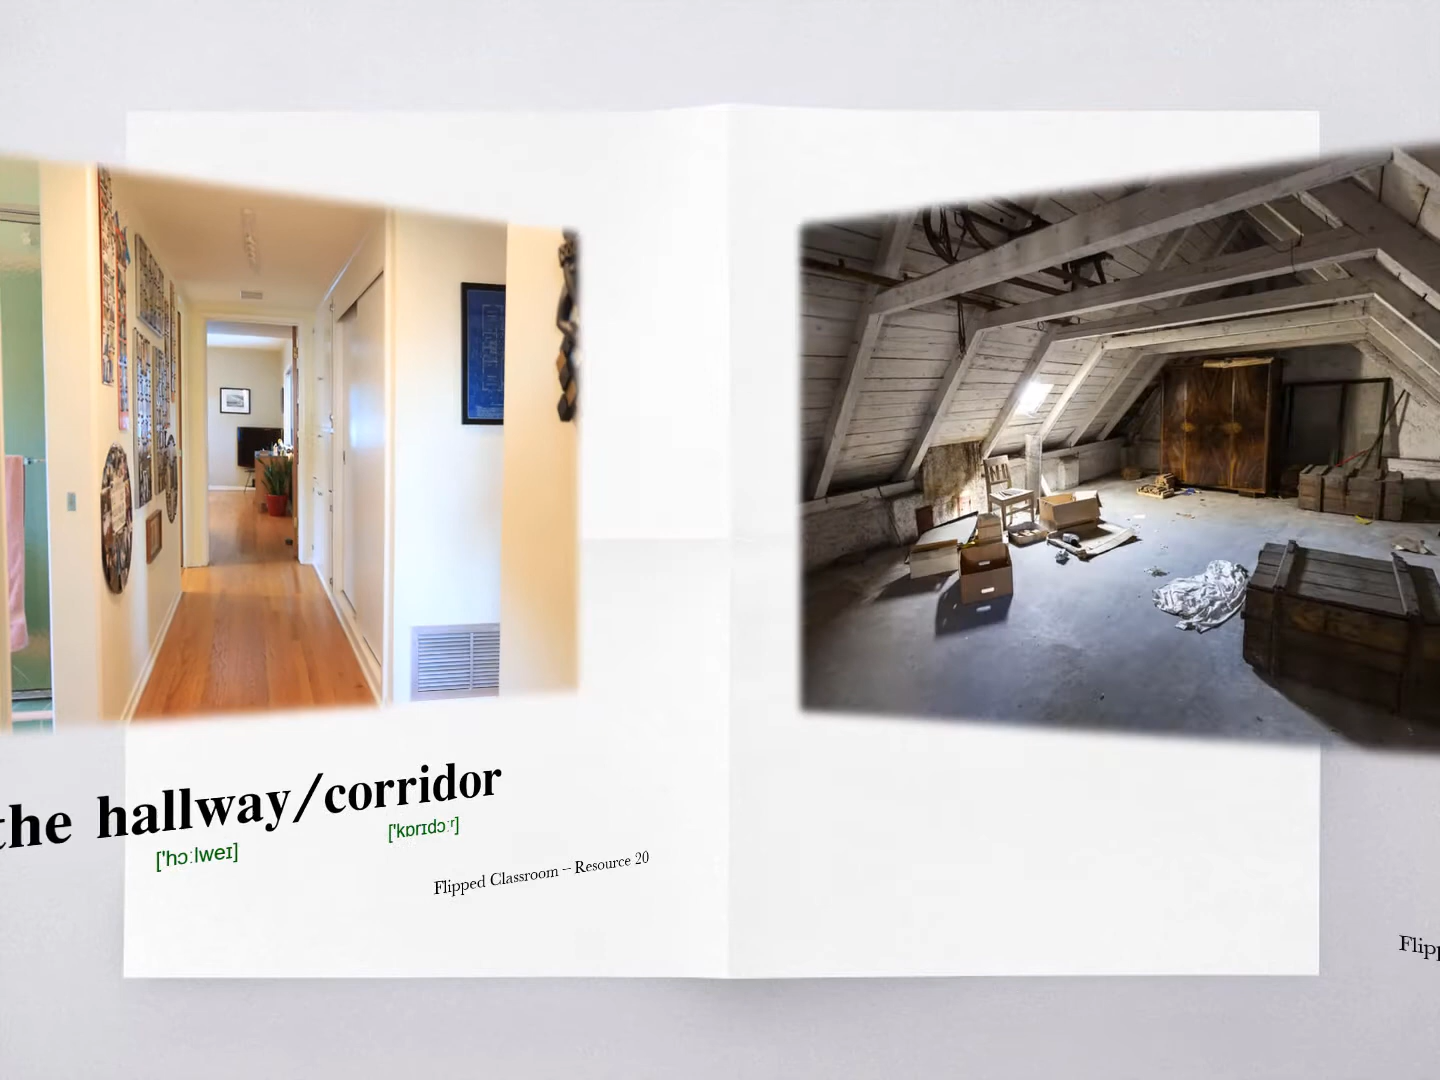 the hallway/corridor
['hɔːlweɪ] ['kɒrɪdɔːʳ]
Flipped Classroom -- Resource 20